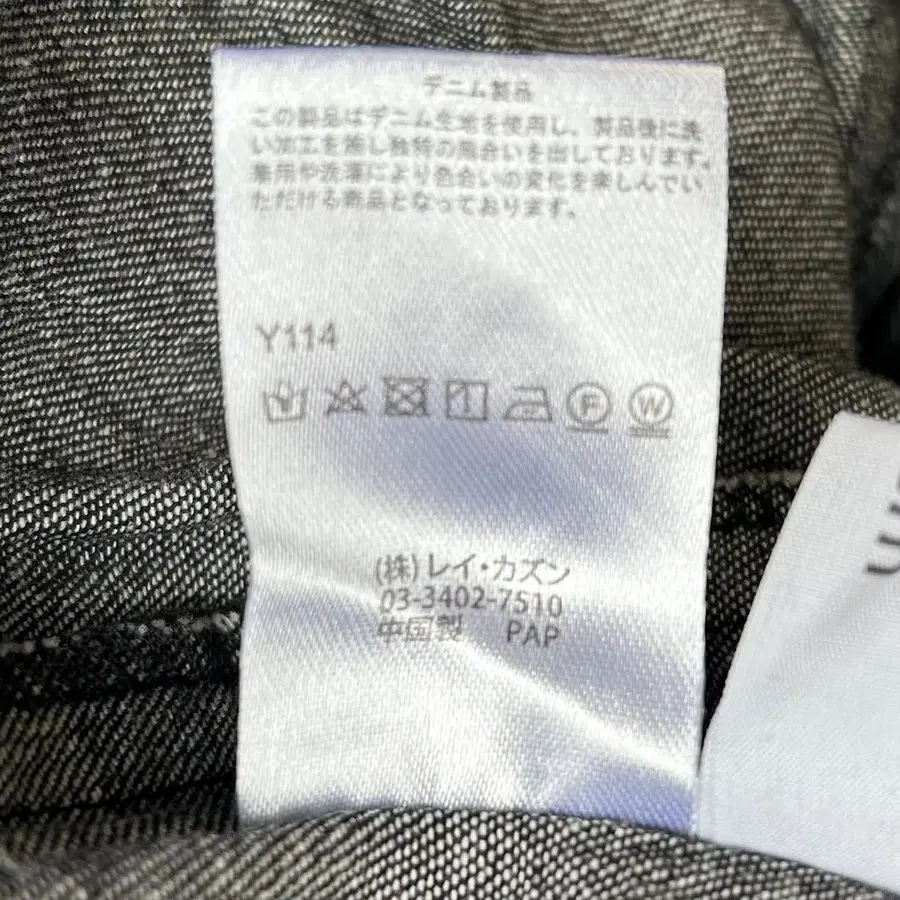 デニム製品
この製品はデニム生地を使用し、製品後に洗
い加工を施し独特の風合いを出しております。
着用や洗濯により色合いの変化を楽しんでい
ただける商品となっております。
Y114
F W
(株)レイ・カズン
03-3402-7510
中国製 PAP